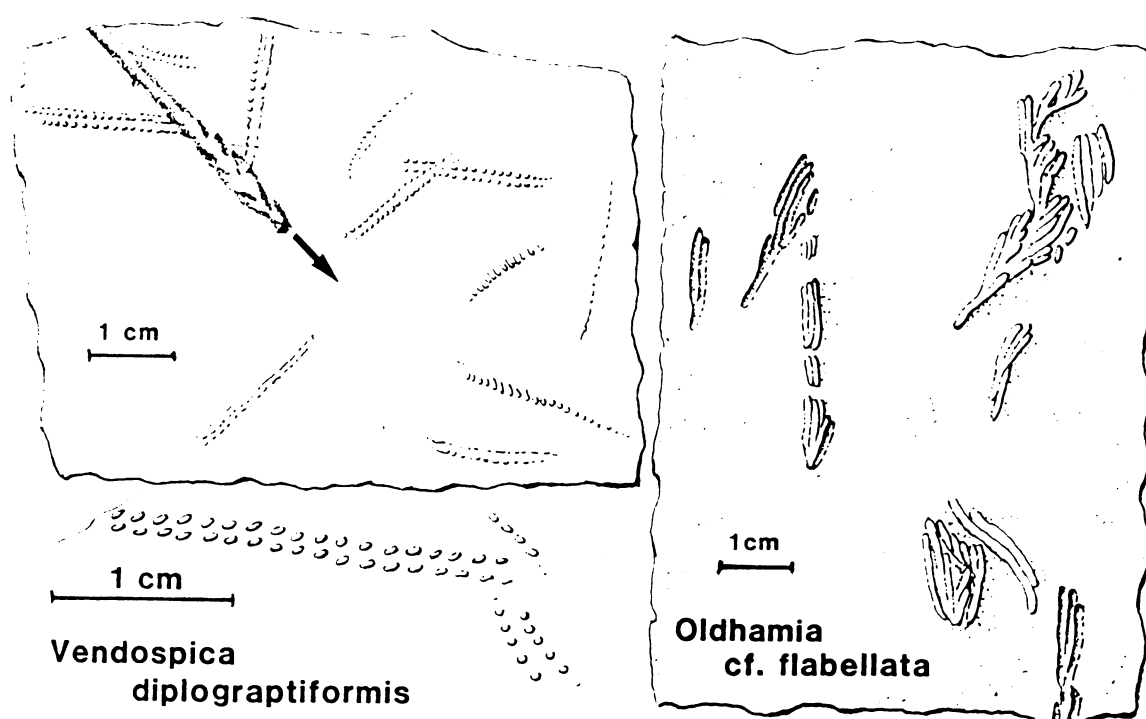 1 cm
1 cm
Vendospica
diplograptiformis
1cm
Oldhamia
cf. flabellata